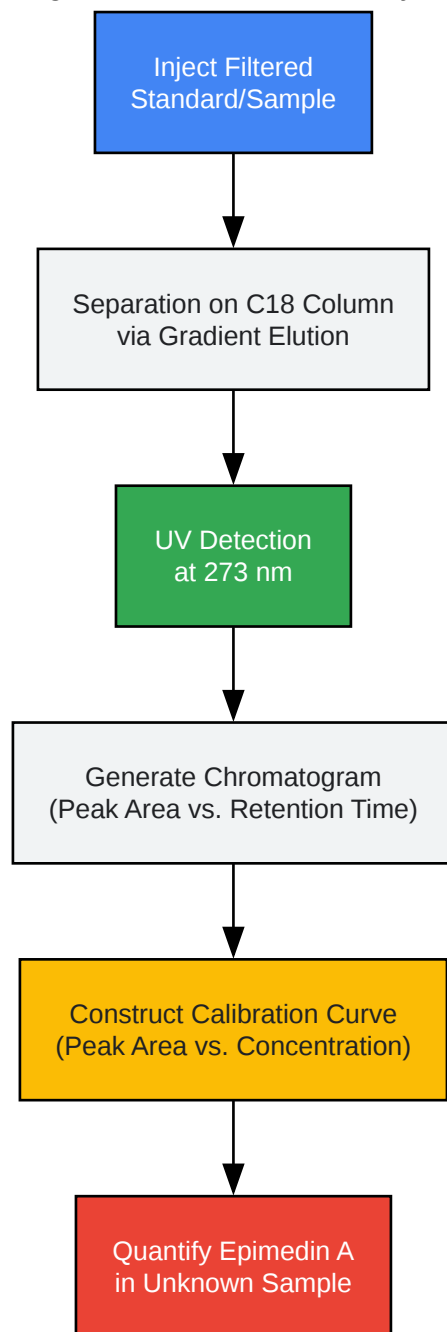 Inject Filtered
Standard/Sample
Separation on C18 Column
via Gradient Elution
UV Detection
at 273 nm
Generate Chromatogram
(Peak Area vs. Retention Time)
Construct Calibration Curve
(Peak Area vs. Concentration)
Quantify Epimedin A
in Unknown Sample